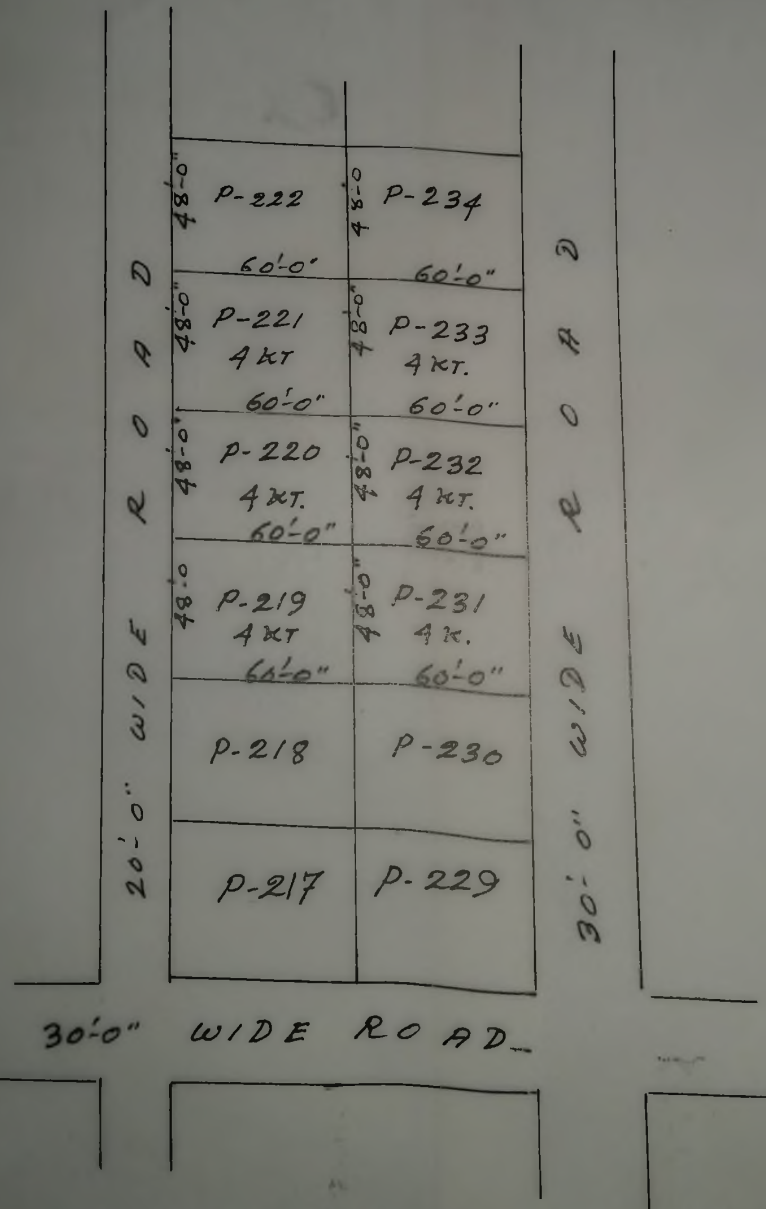 48'-0"
P-222
60'-0"
48'-0
P-234
60'-0"
48'-0"
P-221
4 KT
60'-0"
48'-0"
P-233
4 KT.
60'-0"
48'-0"
P-220
4 KT.
60'-0"
48'-0"
P-232
4 KT.
60'-0"
48'-0
P-219
4 KT
60'-0"
48'-0"
P-231
4 K.
60'-0"
P-218
P-230
P-217
P-229
20'-0" WIDE ROAD
30'-0" WIDE ROAD
30'-0" WIDE ROAD